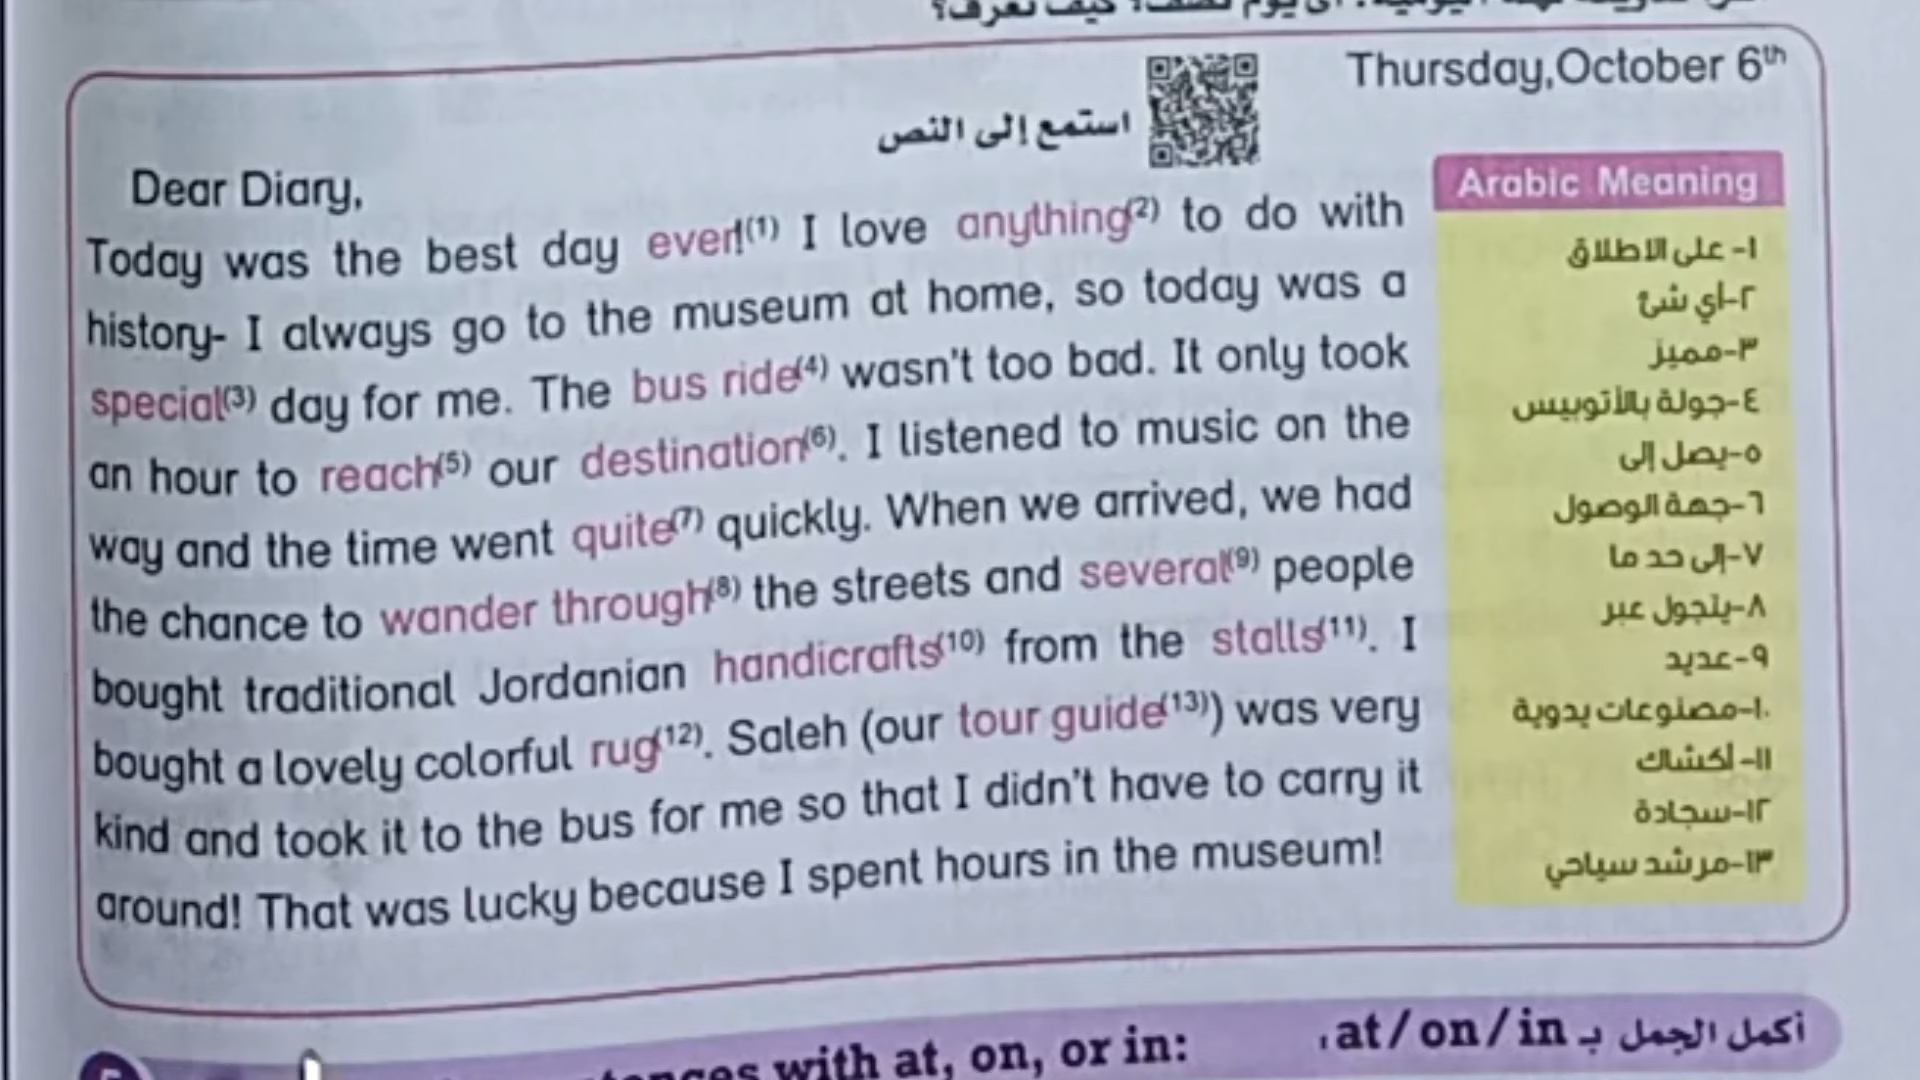 Thursday,October 6th
استمع إلى النص
Dear Diary,
Today was the best day ever!(1) I love anything(2) to do with
history- I always go to the museum at home, so today was a
special(3) day for me. The bus ride(4) wasn't too bad. It only took
an hour to reach(5) our destination(6). I listened to music on the
way and the time went quite(7) quickly. When we arrived, we had
the chance to wander through(8) the streets and several(9) people
bought traditional Jordanian handicrafts(10) from the stalls(11). I
bought a lovely colorful rug(12). Saleh (our tour guide(13)) was very
kind and took it to the bus for me so that I didn't have to carry it
around! That was lucky because I spent hours in the museum!
Arabic Meaning
١- على الاطلاق
٢-أي شئ
٣-مميز
٤-جولة بالأتوبيس
٥-يصل إلى
٦-جهة الوصول
٧-إلى حد ما
٨-يتجول عبر
٩-عديد
١٠-مصنوعات يدوية
١١- أكشاك
١٢-سجادة
١٣-مرشد سياحي
with at, on, or in:
أكمل الجمل بـ at/on/in :